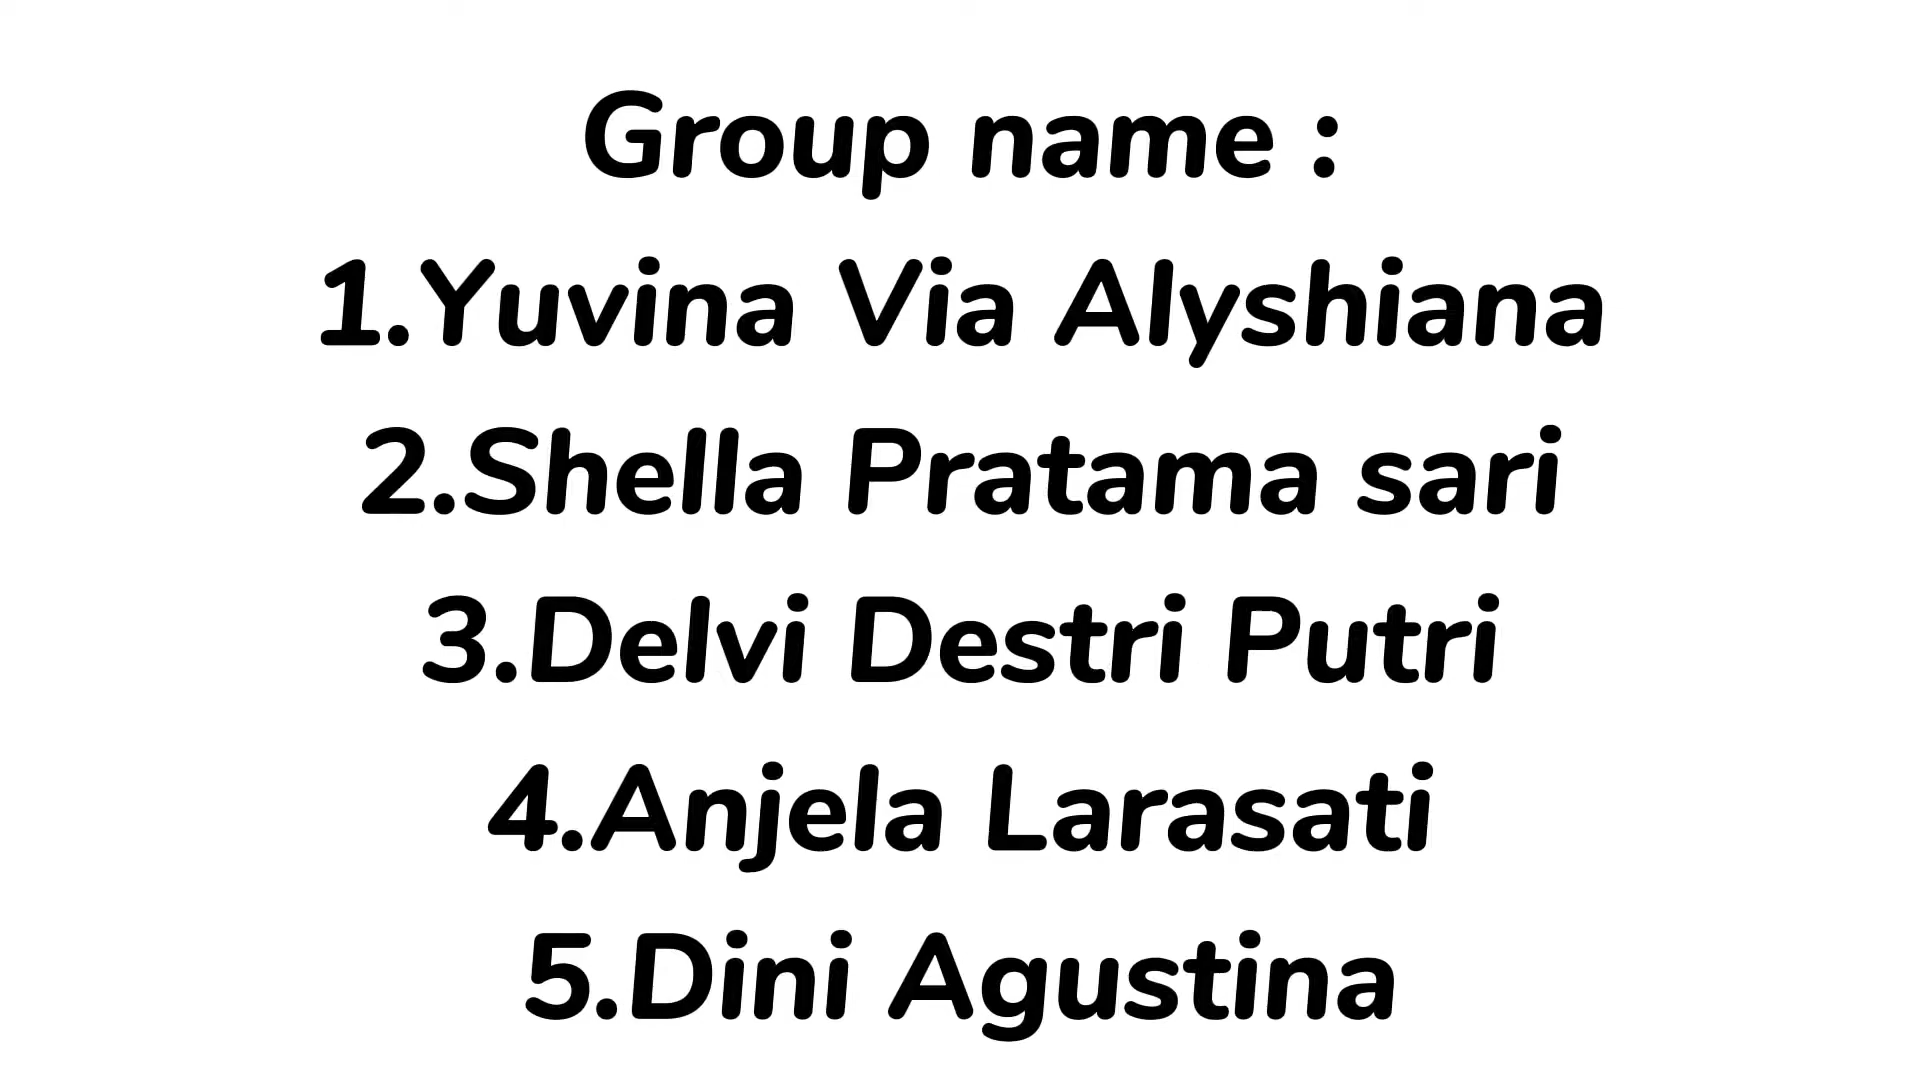 Group name :
1.Yuvina Via Alyshiana
2.Shella Pratama sari
3.Delvi Destri Putri
4.Anjela Larasati
5.Dini Agustina